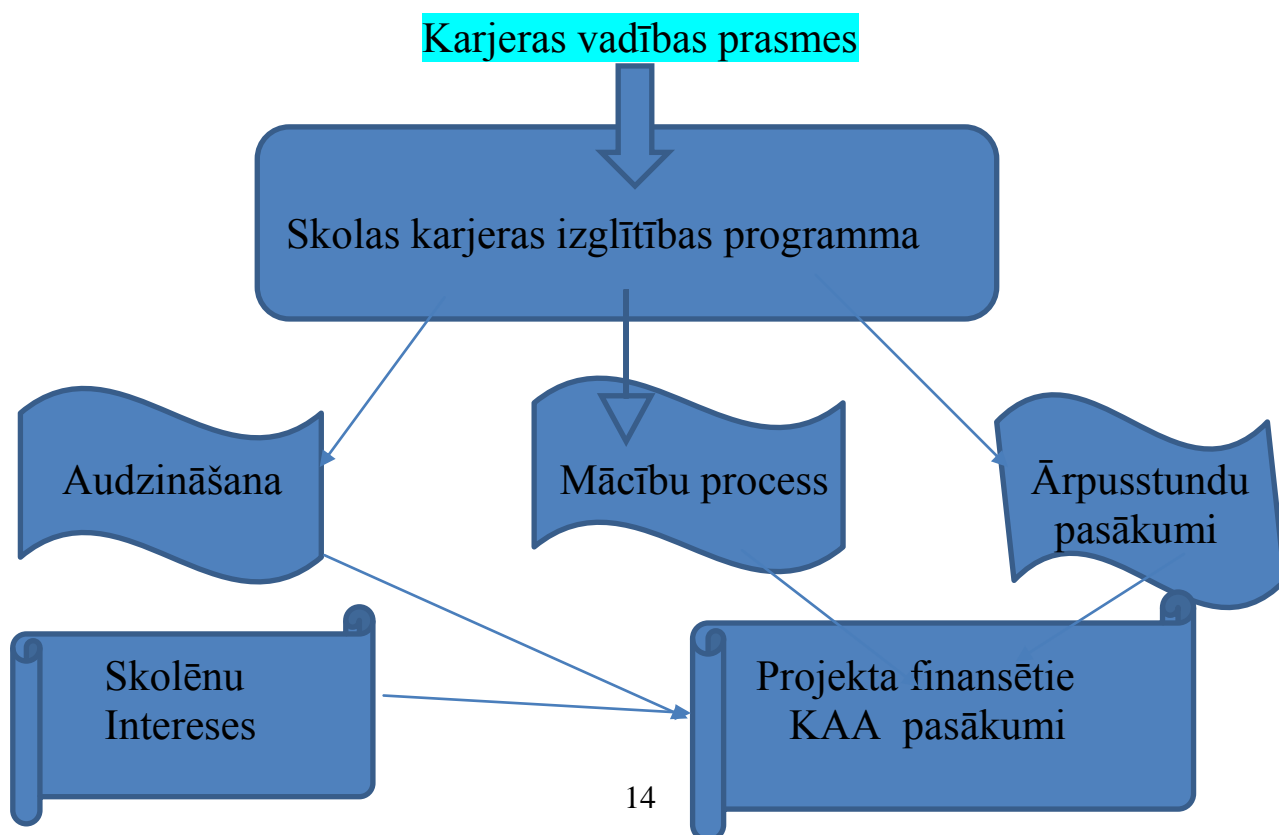 Karjeras vadības prasmes
Skolas karjeras izglītības programma
Audzināšana
Mācību process
Ārpusstundu
pasākumi
Skolēnu
Intereses
Projekta finansētie
KAA pasākumi
14